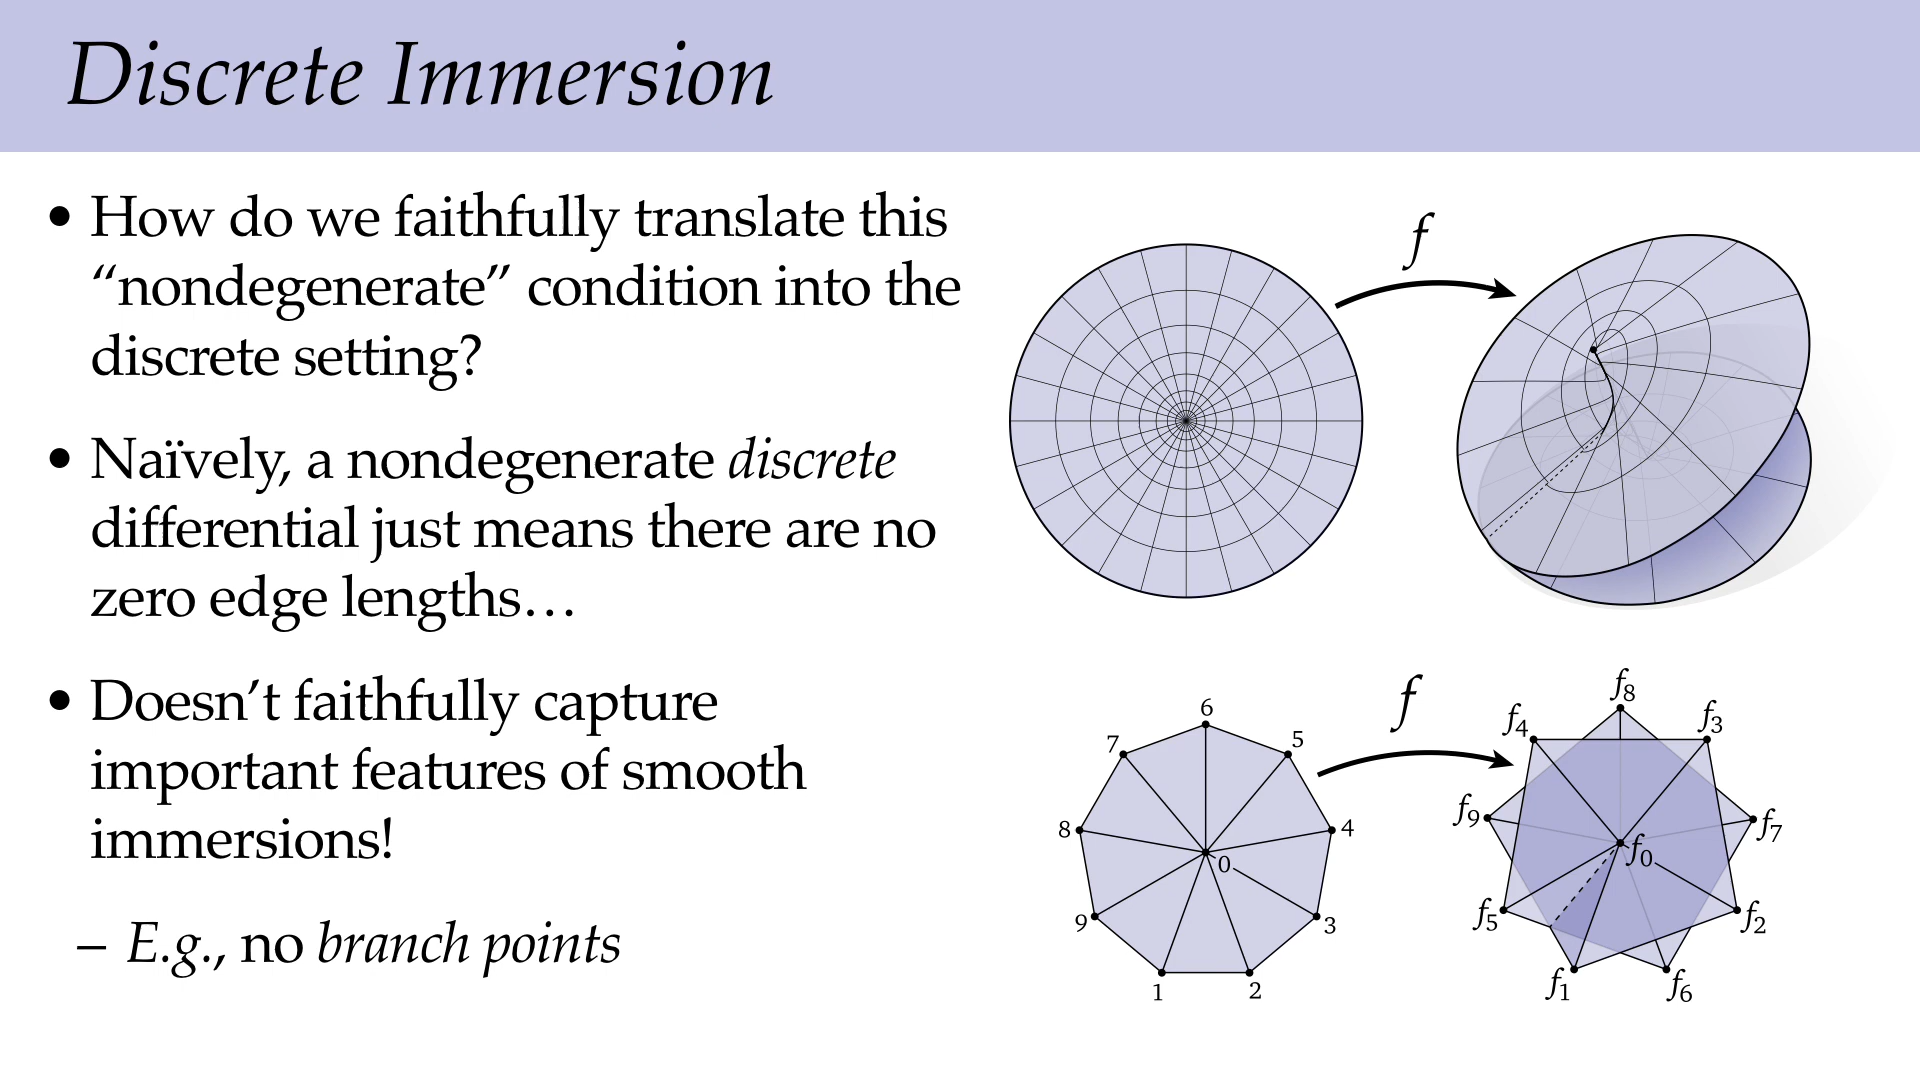 Discrete Immersion
• How do we faithfully translate this
“nondegenerate” condition into the
discrete setting?
• Naïvely, a nondegenerate discrete
differential just means there are no
zero edge lengths…
• Doesn’t faithfully capture
important features of smooth
immersions!
– E.g., no branch points
f
f
6
7
5
8
4
0
9
3
1
2
f8
f4
f3
f9
f7
f0
f5
f2
f1
f6